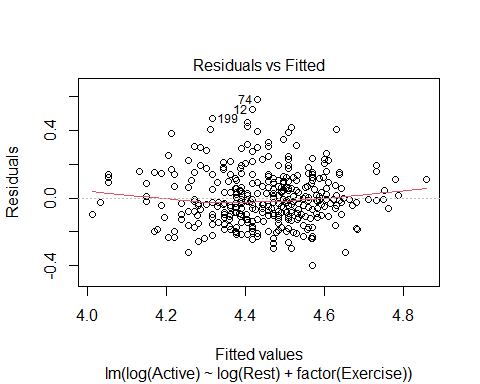 Residuals vs Fitted
Residuals
0.4
0.0
-0.4
74
12
199
4.0 4.2 4.4 4.6 4.8
Fitted values
lm(log(Active) ~ log(Rest) + factor(Exercise))